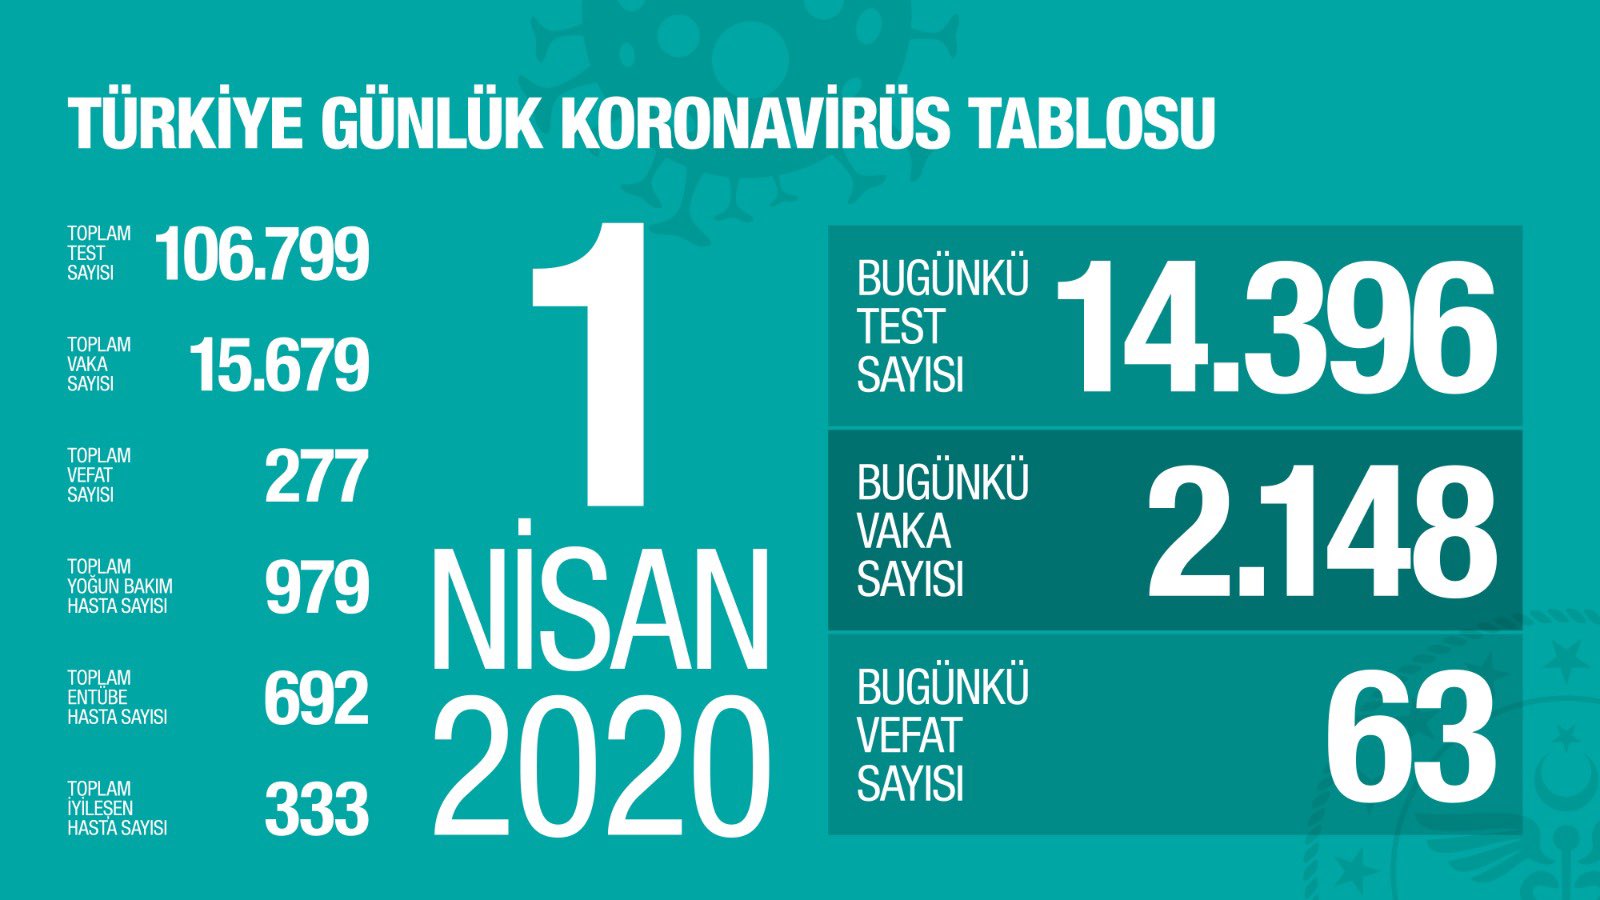 TÜRKİYE GÜNLÜK KORONAVİRÜS TABLOSU
TOPLAM
TEST
SAYISI
106.799
TOPLAM
VAKA
SAYISI
15.679
TOPLAM
VEFAT
SAYISI
277
TOPLAM
YOĞUN BAKIM
HASTA SAYISI
979
TOPLAM
ENTÜBE
HASTA SAYISI
692
TOPLAM
İYİLEŞEN
HASTA SAYISI
333
1
NİSAN
2020
BUGÜNKÜ
TEST
SAYISI
14.396
BUGÜNKÜ
VAKA
SAYISI
2.148
BUGÜNKÜ
VEFAT
SAYISI
63